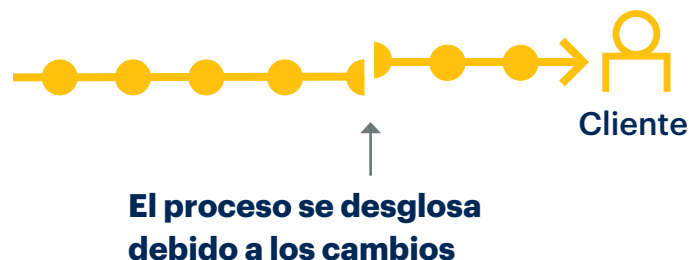 Cliente
El proceso se desglosa
debido a los cambios